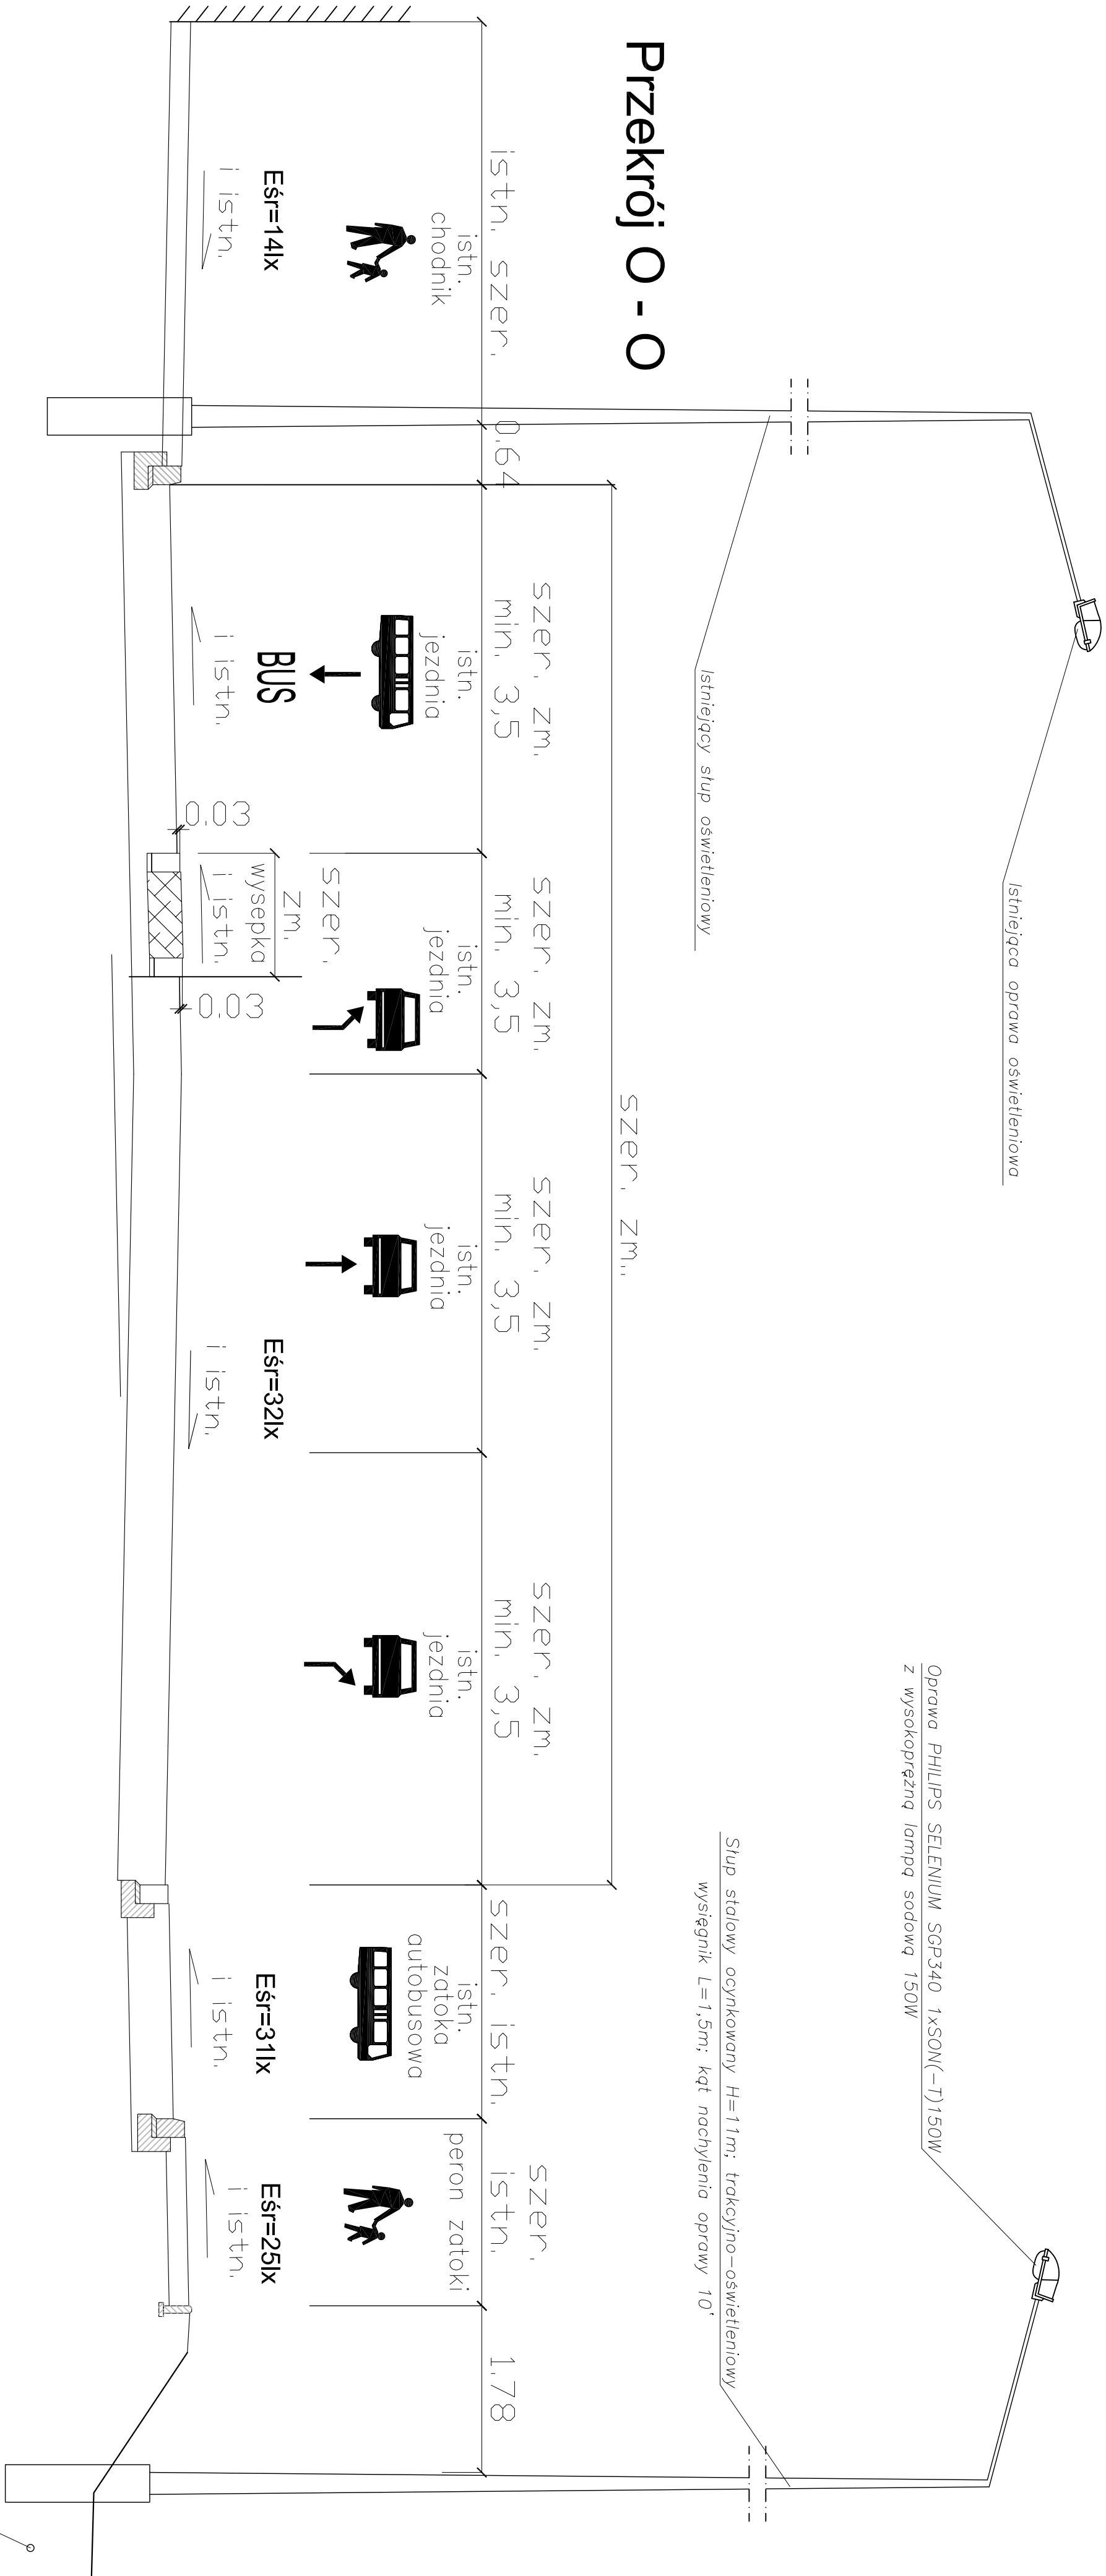 Przekrój O - O
Istniejąca oprawa oświetleniowa
Istniejący słup oświetleniowy
Oprawa PHILIPS SELENIUM SGP340 1xSON(-T)150W
z wysokoprężną lampą sodową 150W
Słup stalowy ocynkowany H=11m; trakcyjno-oświetleniowy
wysięgnik L=1,5m; kąt nachylenia oprawy 10'
szer. zm..
istn. szer.
0.64
szer. zm.
min. 3,5
szer. zm.
min. 3,5
szer. zm.
min. 3,5
szer. zm.
min. 3,5
szer. istn.
szer.
istn.
1.78
istn.
chodnik
istn.
jezdnia
istn.
jezdnia
istn.
jezdnia
istn.
jezdnia
istn.
zatoka
autobusowa
peron zatoki
szer.
zm.
wysepka
i istn.
0.03
0.03
Eśr=14lx
i istn.
BUS
i istn.
Eśr=32lx
i istn.
Eśr=31lx
i istn.
Eśr=25lx
i istn.